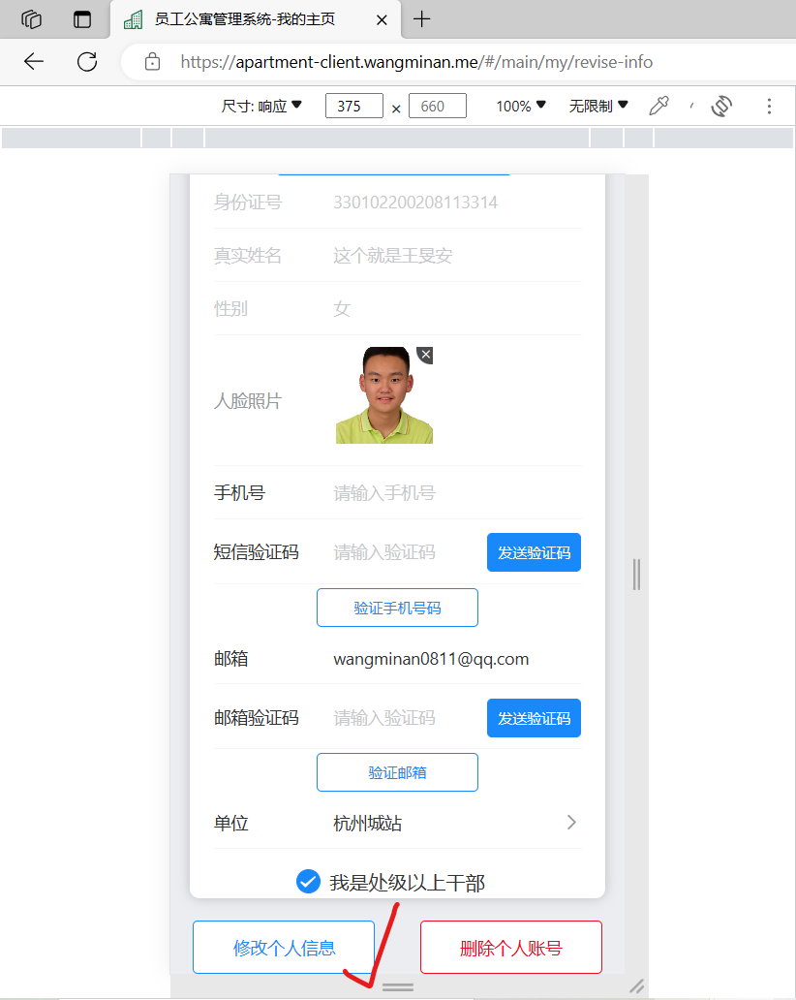 员工公寓管理系统-我的主页
https://apartment-client.wangminan.me/#/main/my/revise-info
尺寸: 响应 375 × 660 100% 无限制
身份证号 330102200208113314
真实姓名 这个就是王旻安
性别 女
人脸照片
手机号 请输入手机号
短信验证码 请输入验证码 发送验证码
验证手机号码
邮箱 wangminan0811@qq.com
邮箱验证码 请输入验证码 发送验证码
验证邮箱
单位 杭州城站
我是处级以上干部
修改个人信息 删除个人账号